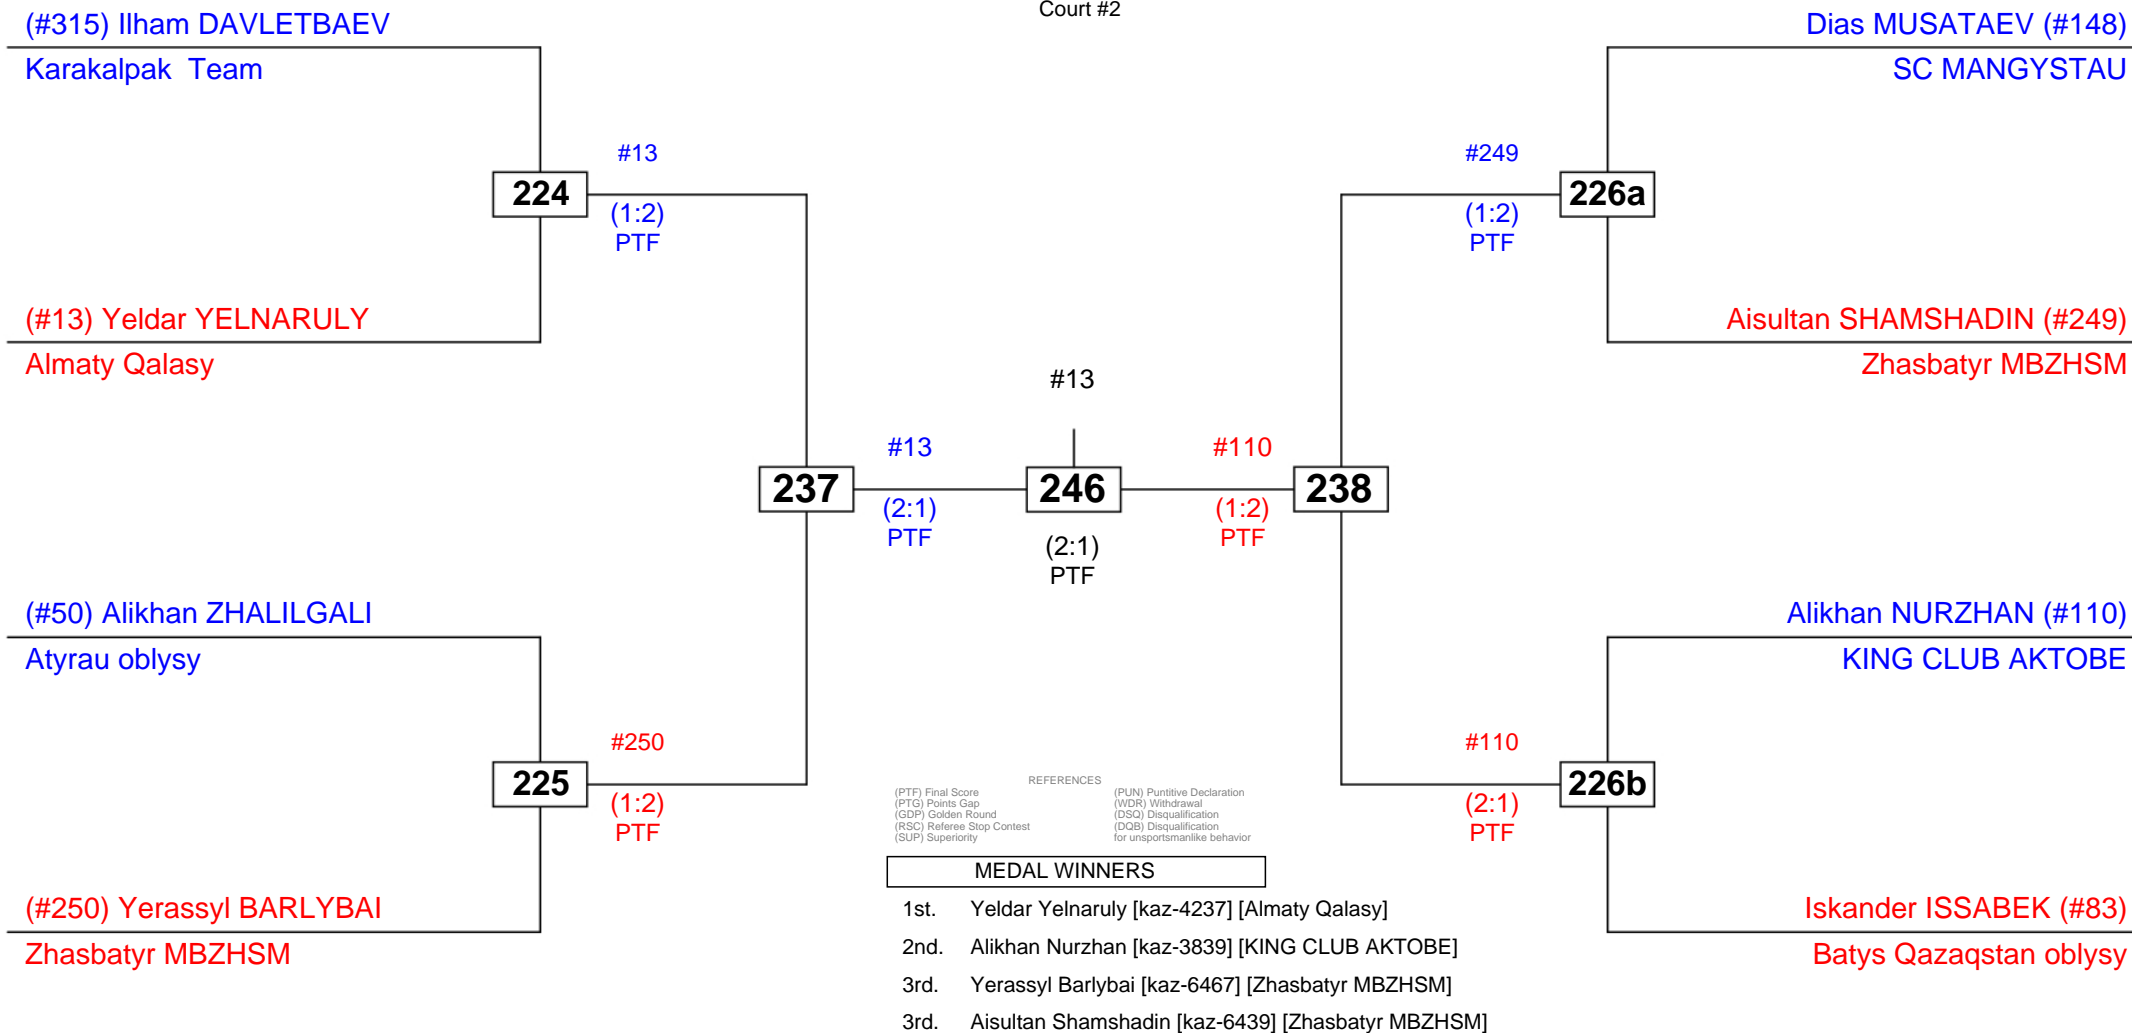 Court #2
(#315) Ilham DAVLETBAEV
Karakalpak  Team
Dias MUSATAEV (#148)
SC MANGYSTAU
#13
224
(1:2)
PTF
#249
226a
(1:2)
PTF
(#13) Yeldar YELNARULY
Almaty Qalasy
Aisultan SHAMSHADIN (#249)
Zhasbatyr MBZHSM
#13
237
#13
(2:1)
PTF
246
(2:1)
PTF
#110
(1:2)
PTF
238
(#50) Alikhan ZHALILGALI
Atyrau oblysy
Alikhan NURZHAN (#110)
KING CLUB AKTOBE
#250
225
(1:2)
PTF
#110
226b
(2:1)
PTF
(#250) Yerassyl BARLYBAI
Zhasbatyr MBZHSM
Iskander ISSABEK (#83)
Batys Qazaqstan oblysy
REFERENCES
(PTF) Final Score
(PTG) Points Gap
(GDP) Golden Round
(RSC) Referee Stop Contest
(SUP) Superiority
(PUN) Puntitive Declaration
(WDR) Withdrawal
(DSQ) Disqualification
(DQB) Disqualification
for unsportsmanlike behavior
MEDAL WINNERS
1st. Yeldar Yelnaruly [kaz-4237] [Almaty Qalasy]
2nd. Alikhan Nurzhan [kaz-3839] [KING CLUB AKTOBE]
3rd. Yerassyl Barlybai [kaz-6467] [Zhasbatyr MBZHSM]
3rd. Aisultan Shamshadin [kaz-6439] [Zhasbatyr MBZHSM]